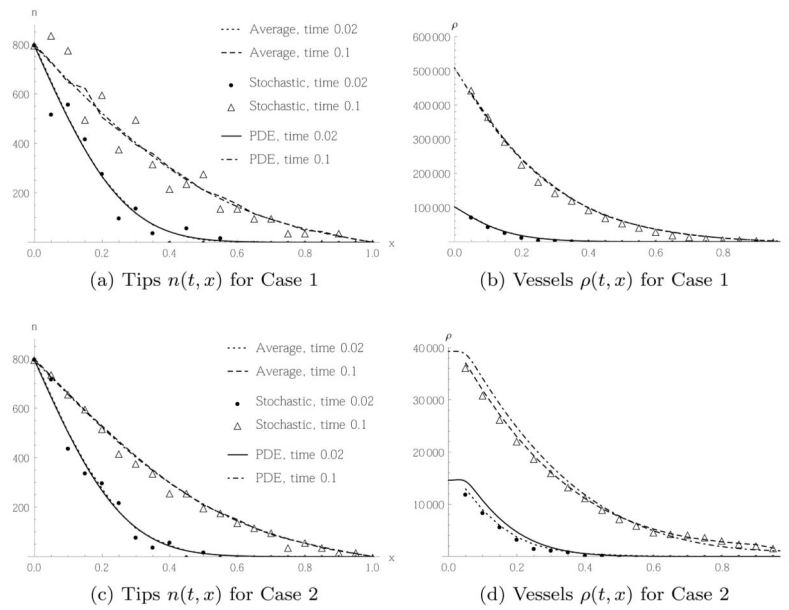 n
800
600
400
200
0.0 0.2 0.4 0.6 0.8 1.0 x
Average, time 0.02
Average, time 0.1
Stochastic, time 0.02
Stochastic, time 0.1
PDE, time 0.02
PDE, time 0.1
(a) Tips n(t, x) for Case 1
ρ
600 000
500 000
400 000
300 000
200 000
100 000
0.0 0.2 0.4 0.6 0.8
(b) Vessels ρ(t, x) for Case 1
n
800
600
400
200
0.0 0.2 0.4 0.6 0.8 1.0 x
Average, time 0.02
Average, time 0.1
Stochastic, time 0.02
Stochastic, time 0.1
PDE, time 0.02
PDE, time 0.1
(c) Tips n(t, x) for Case 2
ρ
40 000
30 000
20 000
10 000
0.0 0.2 0.4 0.6 0.8
(d) Vessels ρ(t, x) for Case 2